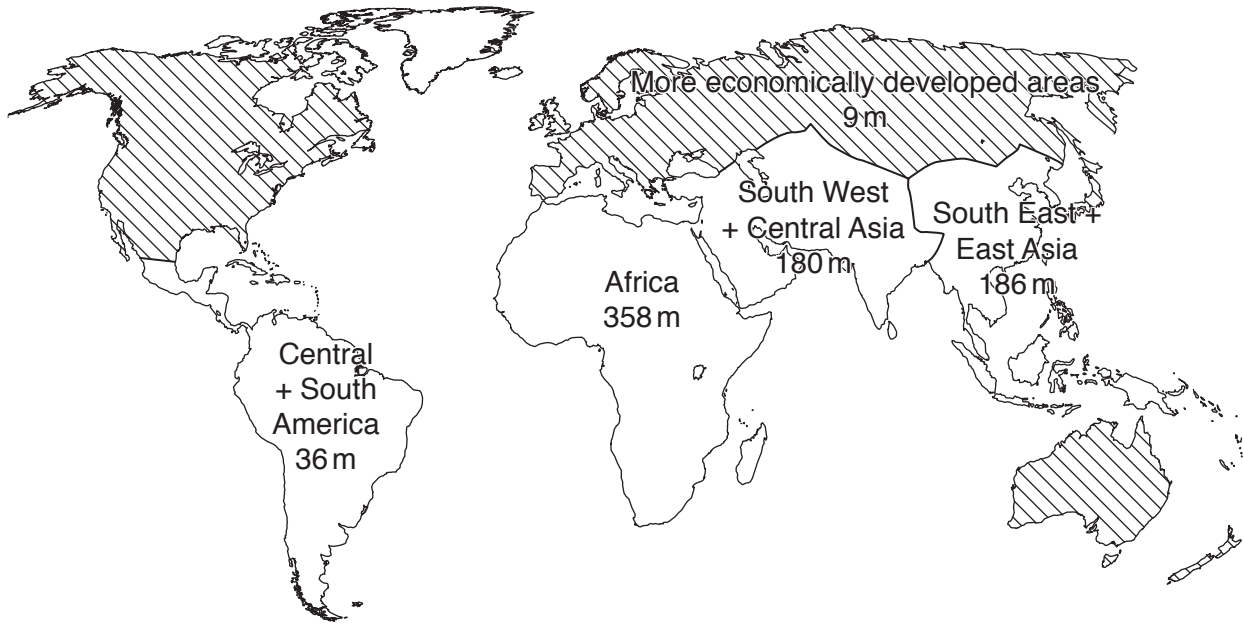 More economically developed areas
9 m
South West
+ Central Asia
180 m
South East +
East Asia
186 m
Africa
358 m
Central
+ South
America
36 m